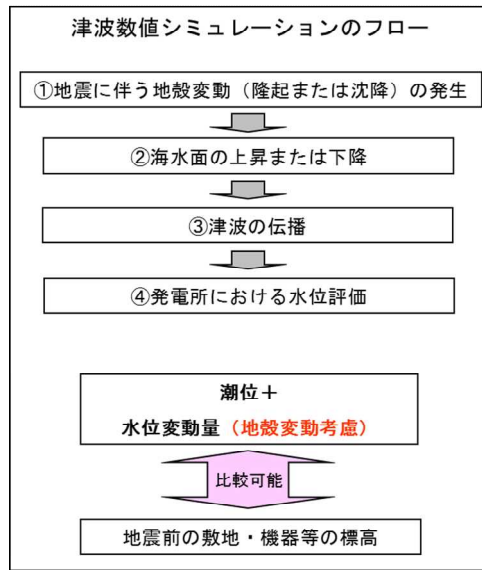 津波数値シミュレーションのフロー
①地震に伴う地殻変動（隆起または沈降）の発生
②海水面の上昇または下降
③津波の伝播
④発電所における水位評価
潮位＋
水位変動量（地殻変動考慮）
比較可能
地震前の敷地・機器等の標高